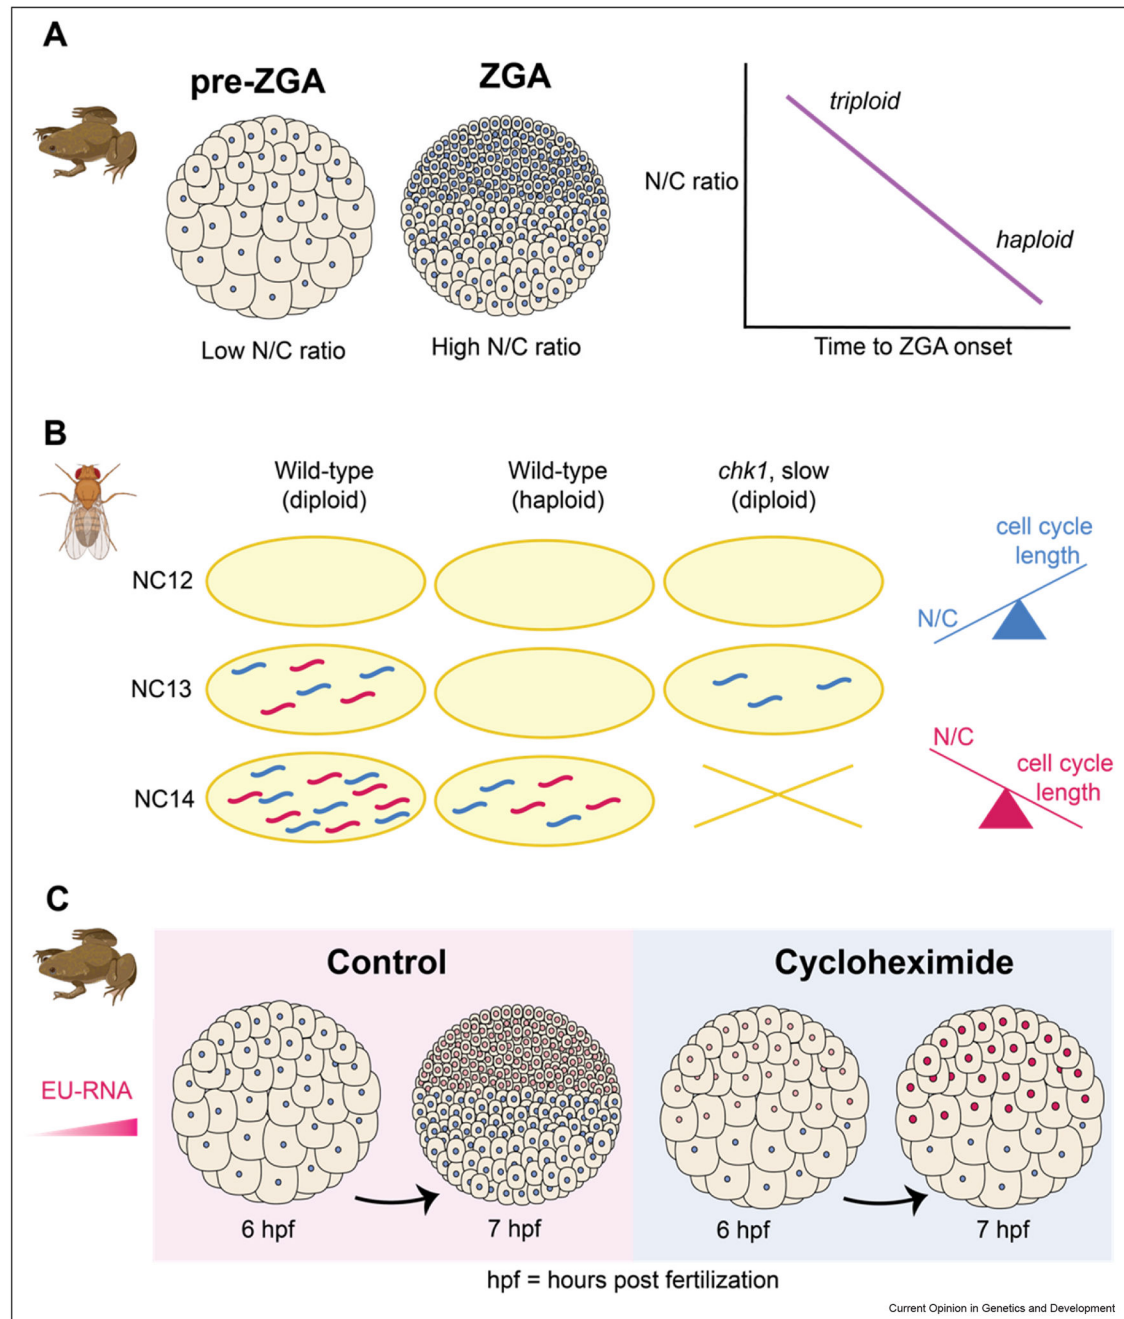 A
pre-ZGA
ZGA
Low N/C ratio
High N/C ratio
N/C ratio
triploid
haploid
Time to ZGA onset
B
Wild-type
(diploid)
Wild-type
(haploid)
chk1, slow
(diploid)
NC12
NC13
NC14
cell cycle
length
N/C
N/C
cell cycle
length
C
Control
Cycloheximide
EU-RNA
6 hpf
7 hpf
6 hpf
7 hpf
hpf = hours post fertilization
Current Opinion in Genetics and Development